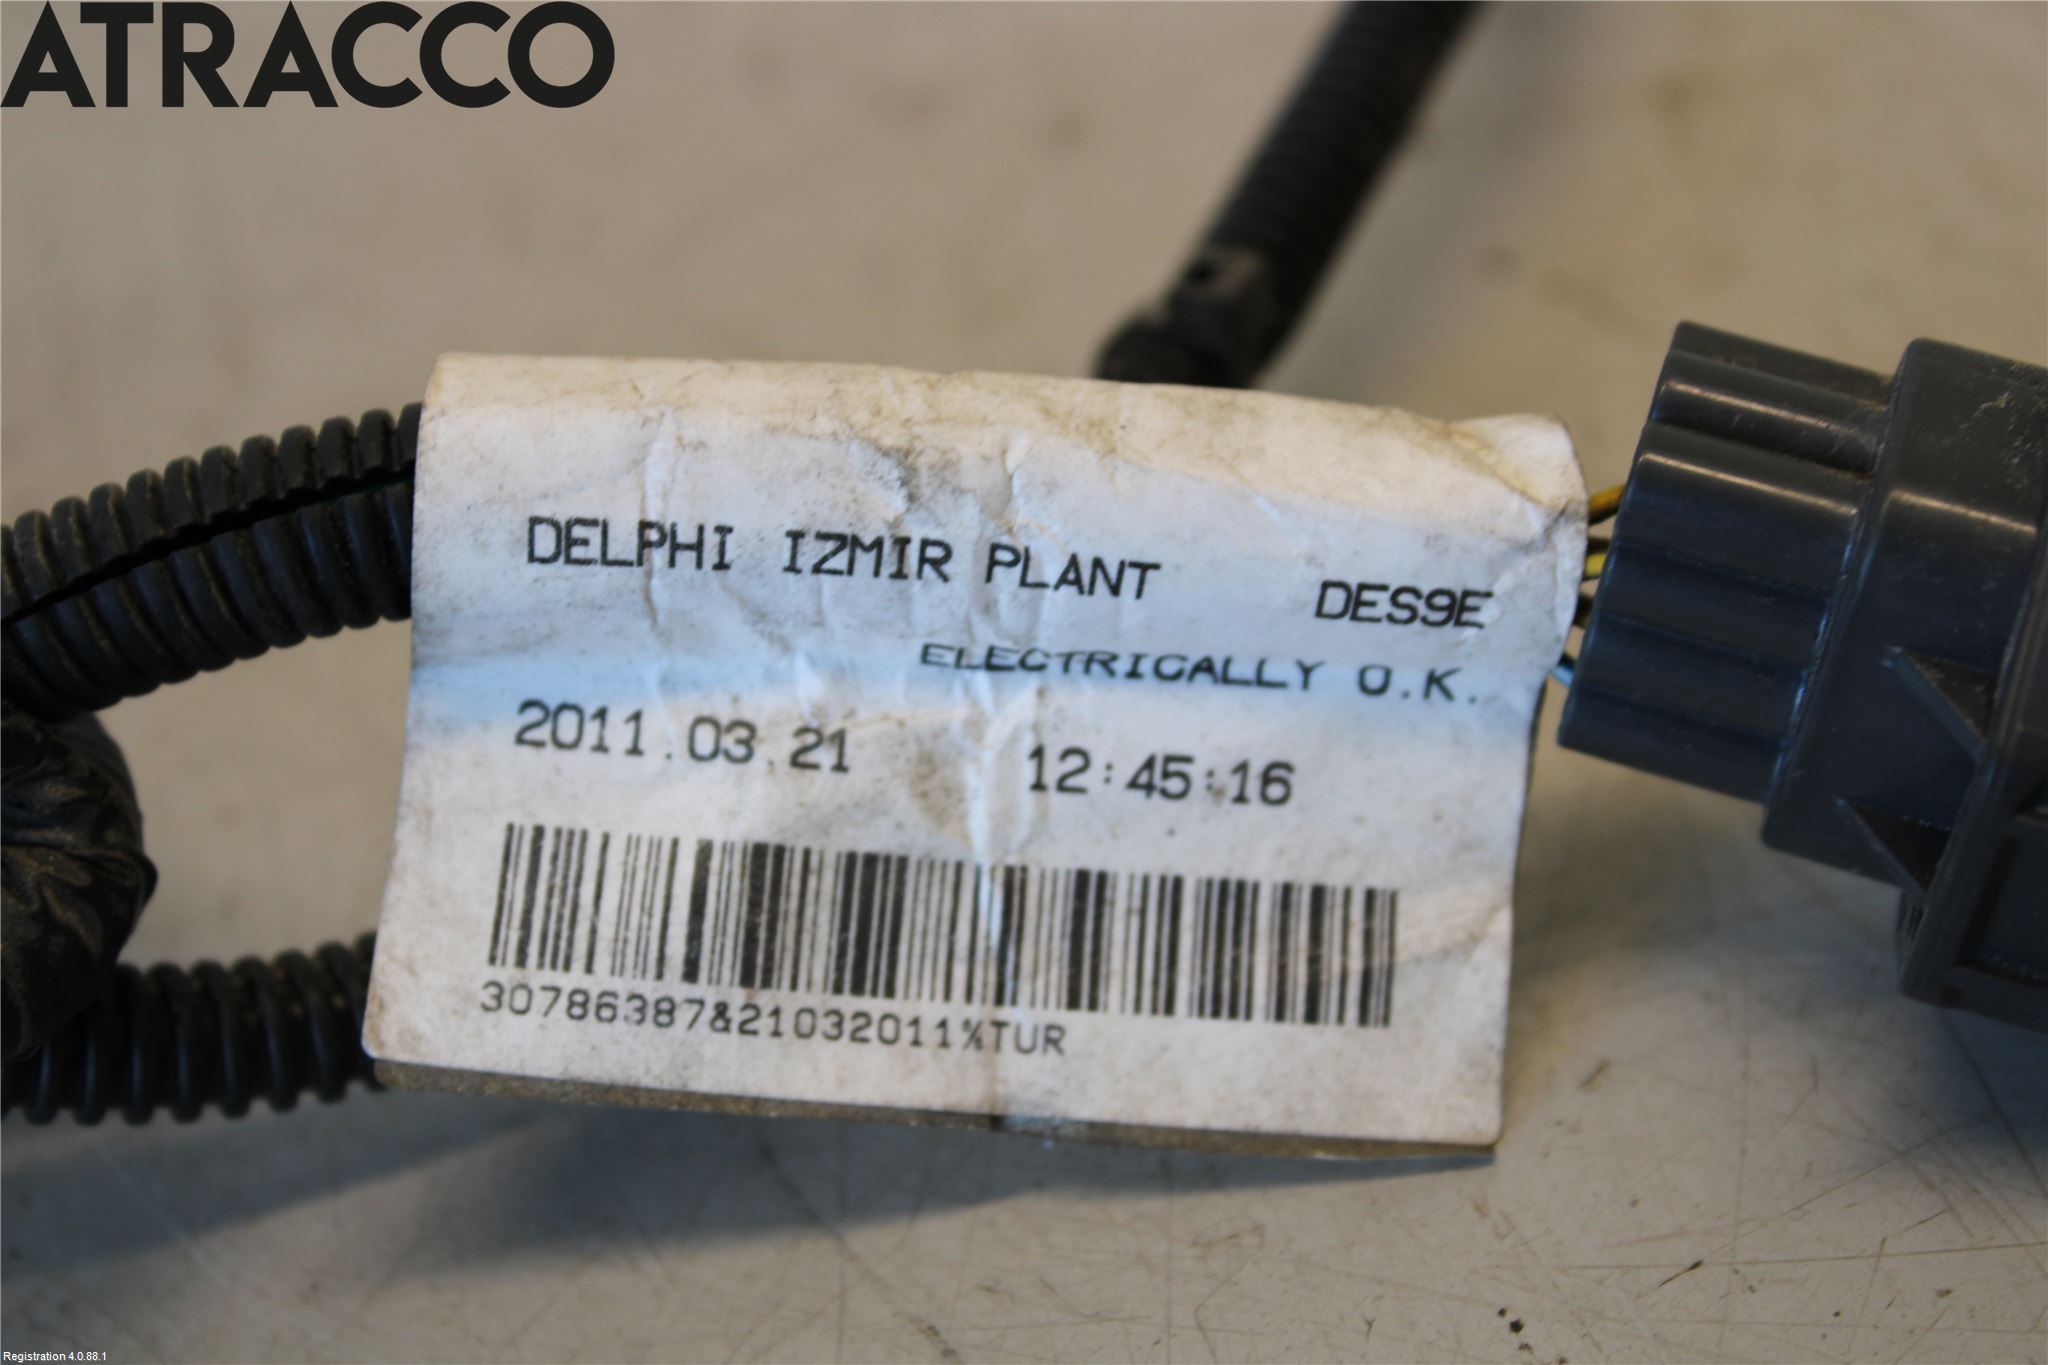 ATRACCO
DELPHI IZMIR PLANT DES9E
ELECTRICALLY O.K.
2011.03.21 12:45:16
30786387&21032011%TUR
Registration 4.0.88.1